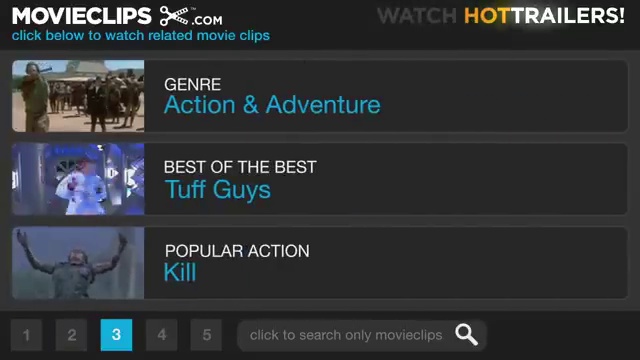 MOVIECLIPS .COM
WATCH HOTTRAILERS!
click below to watch related movie clips
GENRE
Action & Adventure
BEST OF THE BEST
Tuff Guys
POPULAR ACTION
Kill
1 2 3 4 5 click to search only movieclips